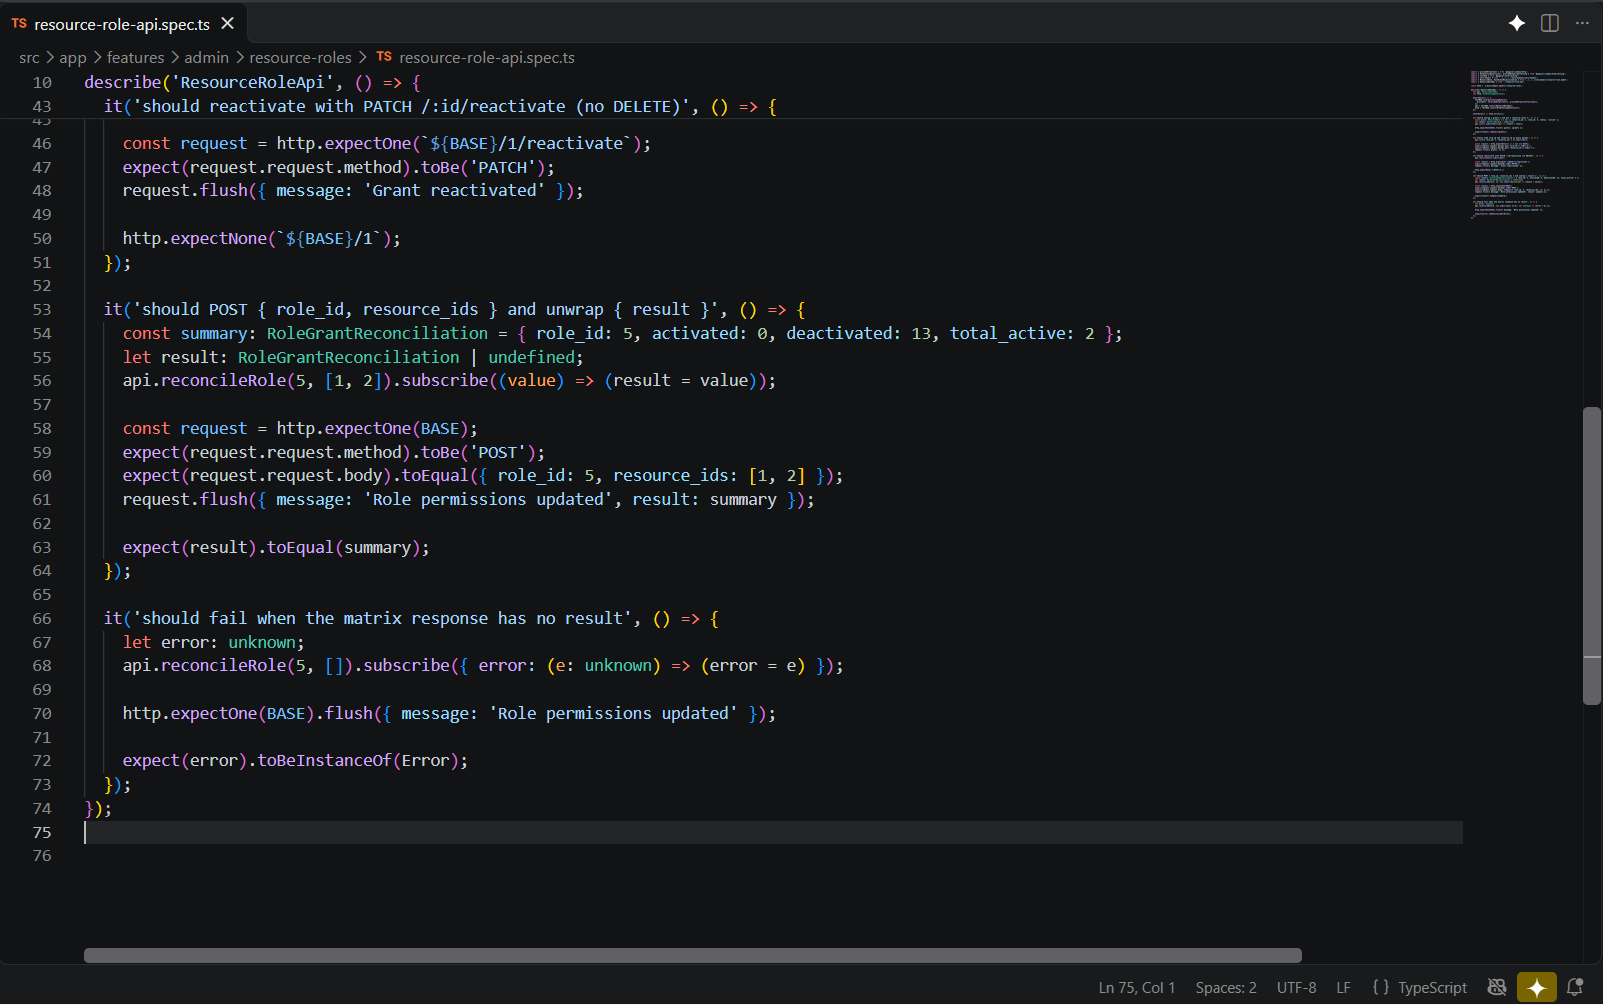 TS resource-role-api.spec.ts
src > app > features > admin > resource-roles > TS resource-role-api.spec.ts
10 describe('ResourceRoleApi', () => {
43   it('should reactivate with PATCH /:id/reactivate (no DELETE)', () => {
45
46     const request = http.expectOne(`${BASE}/1/reactivate`);
47     expect(request.request.method).toBe('PATCH');
48     request.flush({ message: 'Grant reactivated' });
49
50     http.expectNone(`${BASE}/1`);
51   });
52
53   it('should POST { role_id, resource_ids } and unwrap { result }', () => {
54     const summary: RoleGrantReconciliation = { role_id: 5, activated: 0, deactivated: 13, total_active: 2 };
55     let result: RoleGrantReconciliation | undefined;
56     api.reconcileRole(5, [1, 2]).subscribe((value) => (result = value));
57
58     const request = http.expectOne(BASE);
59     expect(request.request.method).toBe('POST');
60     expect(request.request.body).toEqual({ role_id: 5, resource_ids: [1, 2] });
61     request.flush({ message: 'Role permissions updated', result: summary });
62
63     expect(result).toEqual(summary);
64   });
65
66   it('should fail when the matrix response has no result', () => {
67     let error: unknown;
68     api.reconcileRole(5, []).subscribe({ error: (e: unknown) => (error = e) });
69
70     http.expectOne(BASE).flush({ message: 'Role permissions updated' });
71
72     expect(error).toBeInstanceOf(Error);
73   });
74 });
75
76
Ln 75, Col 1 Spaces: 2 UTF-8 LF { } TypeScript